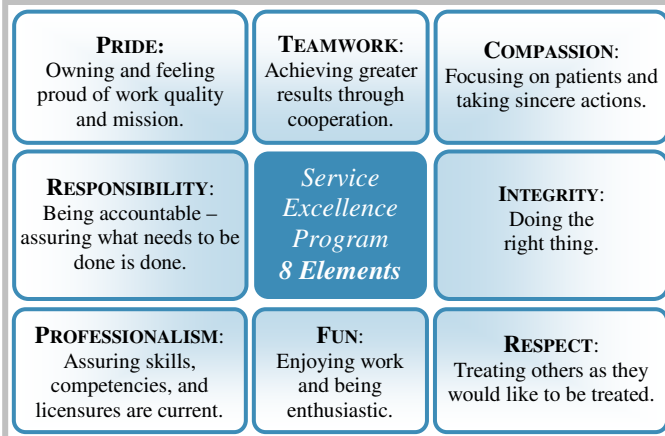 PRIDE:
Owning and feeling
proud of work quality
and mission.
TEAMWORK:
Achieving greater
results through
cooperation.
COMPASSION:
Focusing on patients and
taking sincere actions.
RESPONSIBILITY:
Being accountable –
assuring what needs to be
done is done.
Service
Excellence
Program
8 Elements
INTEGRITY:
Doing the
right thing.
PROFESSIONALISM:
Assuring skills,
competencies, and
licensures are current.
FUN:
Enjoying work
and being
enthusiastic.
RESPECT:
Treating others as they
would like to be treated.